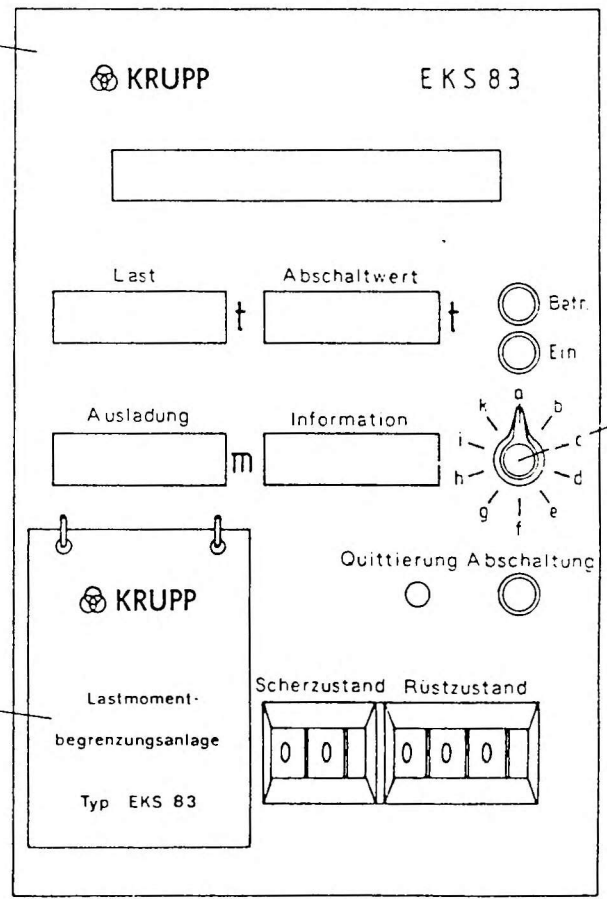 KRUPP EKS 83
Last Abschaltwert
t t Betr.
Ein
Ausladung Information
m
a
b
c
d
e
f
g
h
i
k
Quittierung Abschaltung
KRUPP
Lastmoment-
begrenzungsanlage
Typ EKS 83
Scherzustand Rüstzustand
0 0 0 0 0